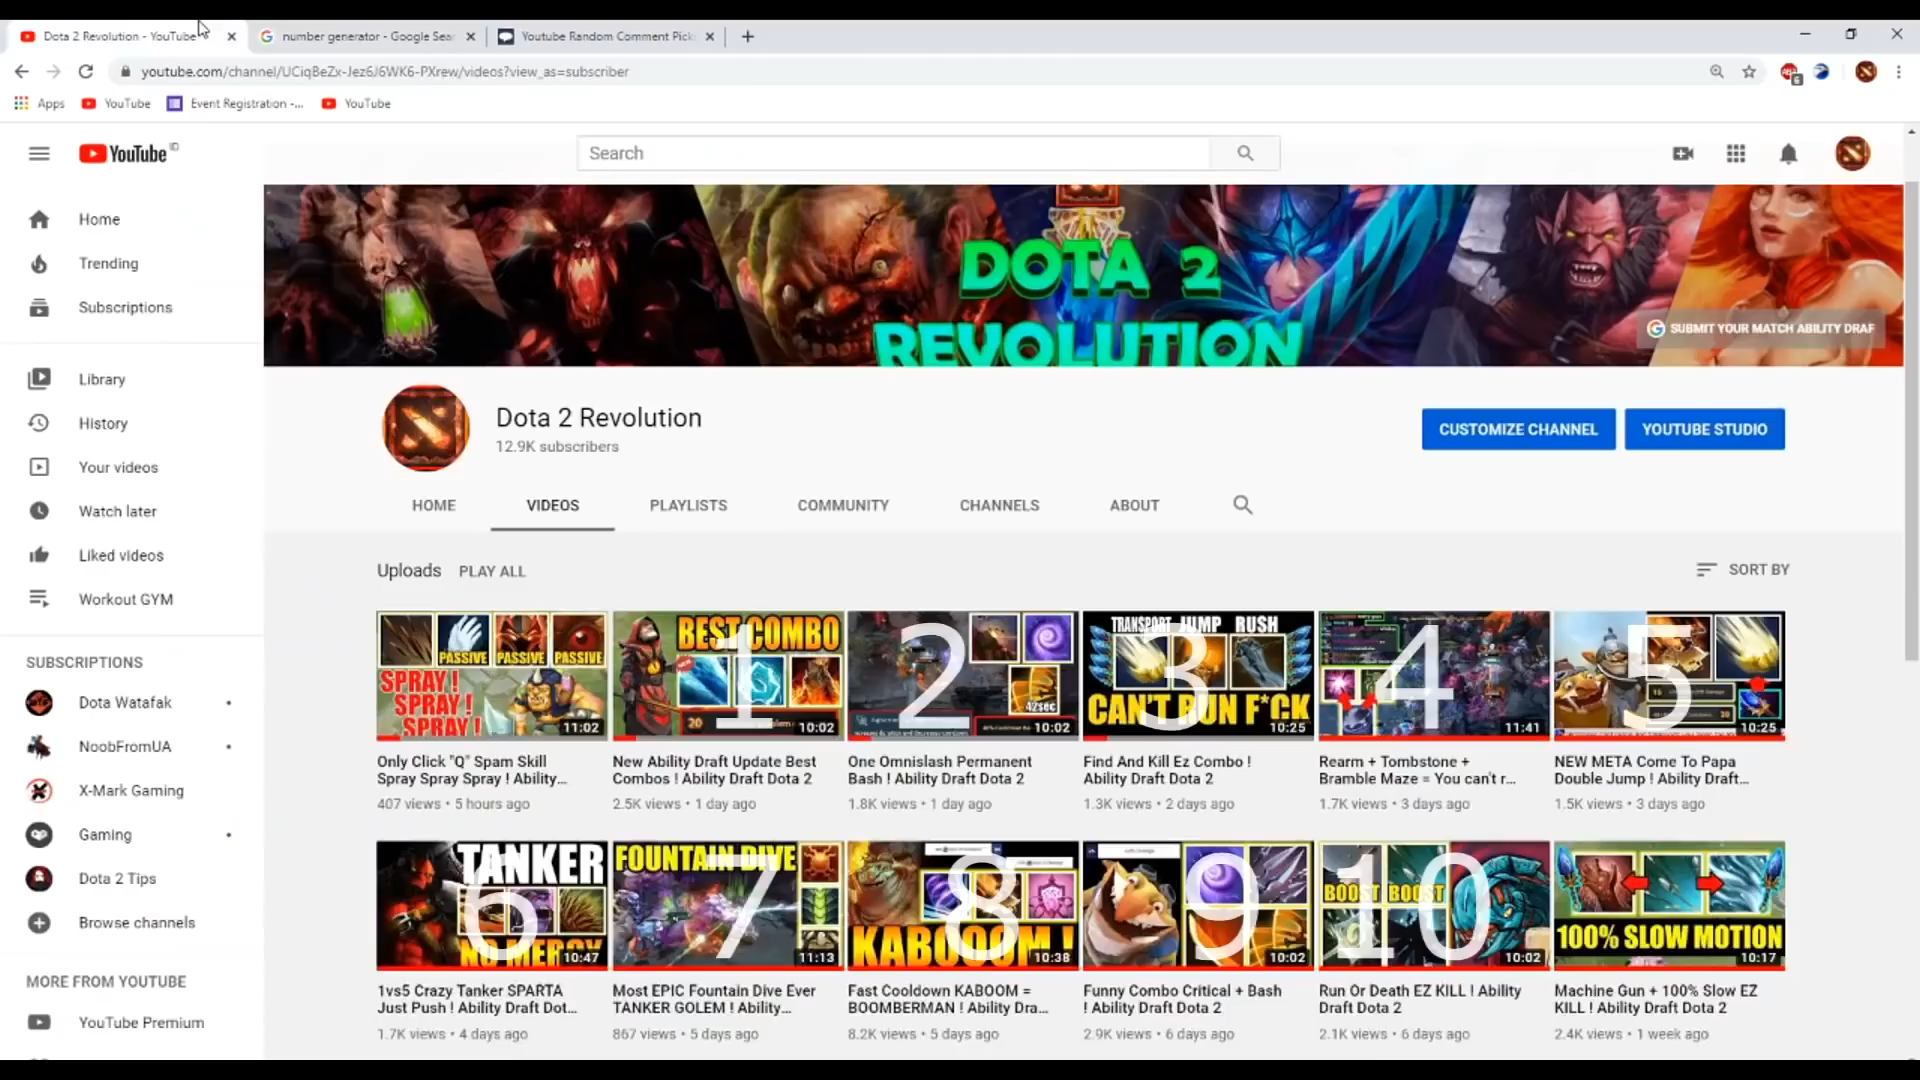 Dota 2 Revolution - YouTube
number generator - Google Sea
Youtube Random Comment Pick
youtube.com/channel/UCiqBeZx-Jez6J6WK6-PXrew/videos?view_as=subscriber
6
Apps YouTube Event Registration -... YouTube
YouTube ID
Search
DOTA 2
REVOLUTION
SUBMIT YOUR MATCH ABILITY DRAF
Home
Trending
Subscriptions
Library
History
Your videos
Watch later
Liked videos
Workout GYM
SUBSCRIPTIONS
Dota Watafak
NoobFromUA
X-Mark Gaming
Gaming
Dota 2 Tips
Browse channels
MORE FROM YOUTUBE
YouTube Premium
Dota 2 Revolution
12.9K subscribers
CUSTOMIZE CHANNEL YOUTUBE STUDIO
HOME VIDEOS PLAYLISTS COMMUNITY CHANNELS ABOUT
Uploads PLAY ALL SORT BY
PASSIVE PASSIVE PASSIVE
SPRAY !
SPRAY !
SPRAY !
11:02
Only Click "Q" Spam Skill
Spray Spray Spray ! Ability...
407 views • 5 hours ago
BEST COMBO
1
20
10:02
New Ability Draft Update Best
Combos ! Ability Draft Dota 2
2.5K views • 1 day ago
2
42sec
10:02
One Omnislash Permanent
Bash ! Ability Draft Dota 2
1.8K views • 1 day ago
TRANSPORT JUMP RUSH
3
CAN'T RUN F*CK
10:25
Find And Kill Ez Combo !
Ability Draft Dota 2
1.3K views • 2 days ago
4
11:41
Rearm + Tombstone +
Bramble Maze = You can't r...
1.7K views • 3 days ago
5
10:25
NEW META Come To Papa
Double Jump ! Ability Draft...
1.5K views • 3 days ago
TANKER
6
NO MERCY
10:47
1vs5 Crazy Tanker SPARTA
Just Push ! Ability Draft Dot...
1.7K views • 4 days ago
FOUNTAIN DIVE
7
11:13
Most EPIC Fountain Dive Ever
TANKER GOLEM ! Ability...
867 views • 5 days ago
8
KABOOOM !
10:38
Fast Cooldown KABOOM =
BOOMBERMAN ! Ability Dra...
8.2K views • 5 days ago
9
10:02
Funny Combo Critical + Bash
! Ability Draft Dota 2
2.9K views • 6 days ago
BOOST BOOST
10
10:02
Run Or Death EZ KILL ! Ability
Draft Dota 2
2.1K views • 6 days ago
100% SLOW MOTION
10:17
Machine Gun + 100% Slow EZ
KILL ! Ability Draft Dota 2
2.4K views • 1 week ago